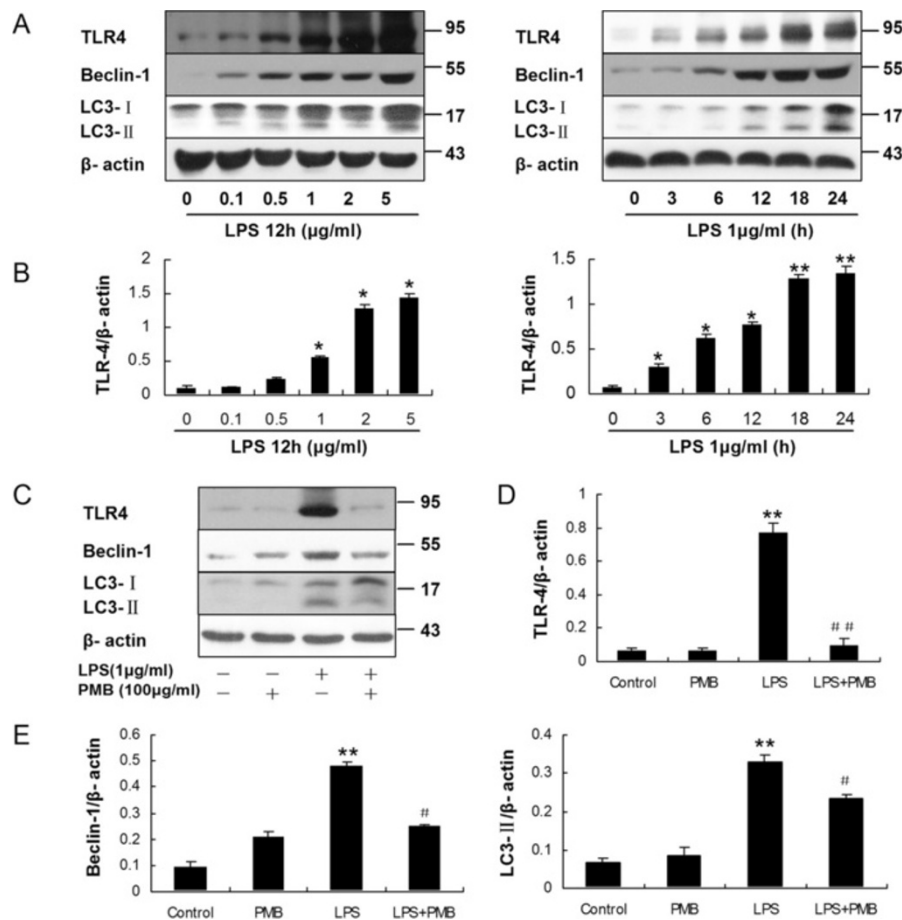 A
TLR4
Beclin-1
LC3- Ⅰ
LC3-Ⅱ
β- actin
95
55
17
43
0 0.1 0.5 1 2 5
LPS 12h (μg/ml)
TLR4
Beclin-1
LC3- Ⅰ
LC3-Ⅱ
β- actin
95
55
17
43
0 3 6 12 18 24
LPS 1μg/ml (h)
B
TLR-4/β- actin
2
1.5
1
0.5
0
* * *
0 0.1 0.5 1 2 5
LPS 12h (μg/ml)
TLR-4/β- actin
1.5
1
0.5
0
* * * ** **
0 3 6 12 18 24
LPS 1μg/ml (h)
C
TLR4
Beclin-1
LC3- Ⅰ
LC3-Ⅱ
β- actin
95
55
17
43
LPS(1μg/ml) − − + +
PMB (100μg/ml) − + − +
D
TLR-4/β- actin
1
0.8
0.6
0.4
0.2
0
**
# #
Control PMB LPS LPS+PMB
E
Beclin-1/β- actin
0.6
0.5
0.4
0.3
0.2
0.1
0
**
#
Control PMB LPS LPS+PMB
LC3-Ⅱ/β- actin
0.4
0.3
0.2
0.1
0
**
#
Control PMB LPS LPS+PMB